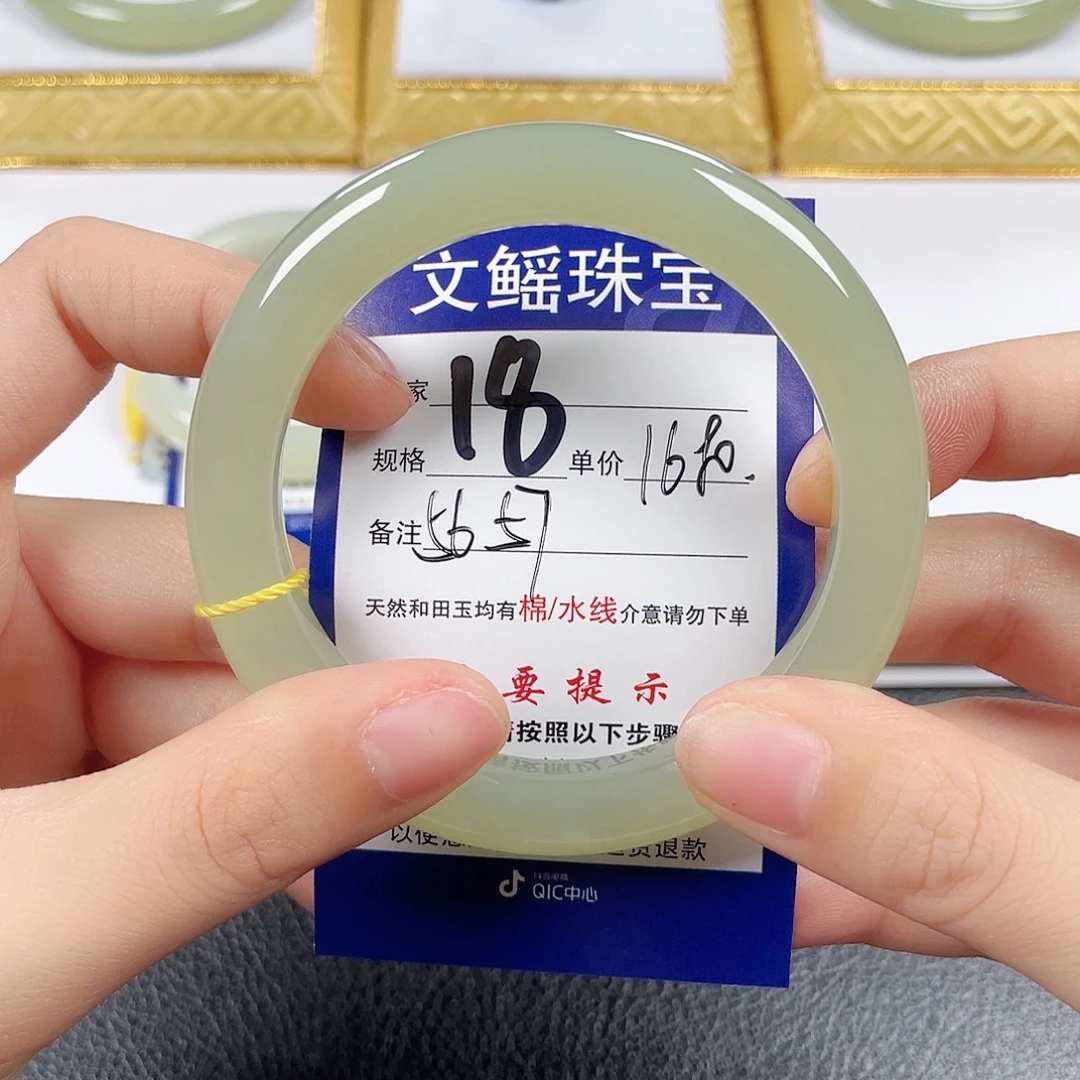 文鳐珠宝
家 18
规格 单价 16
备注 56
天然和田玉均有棉/水线介意请勿下单
要提示
按照以下步骤
以便 退款
QIC中心